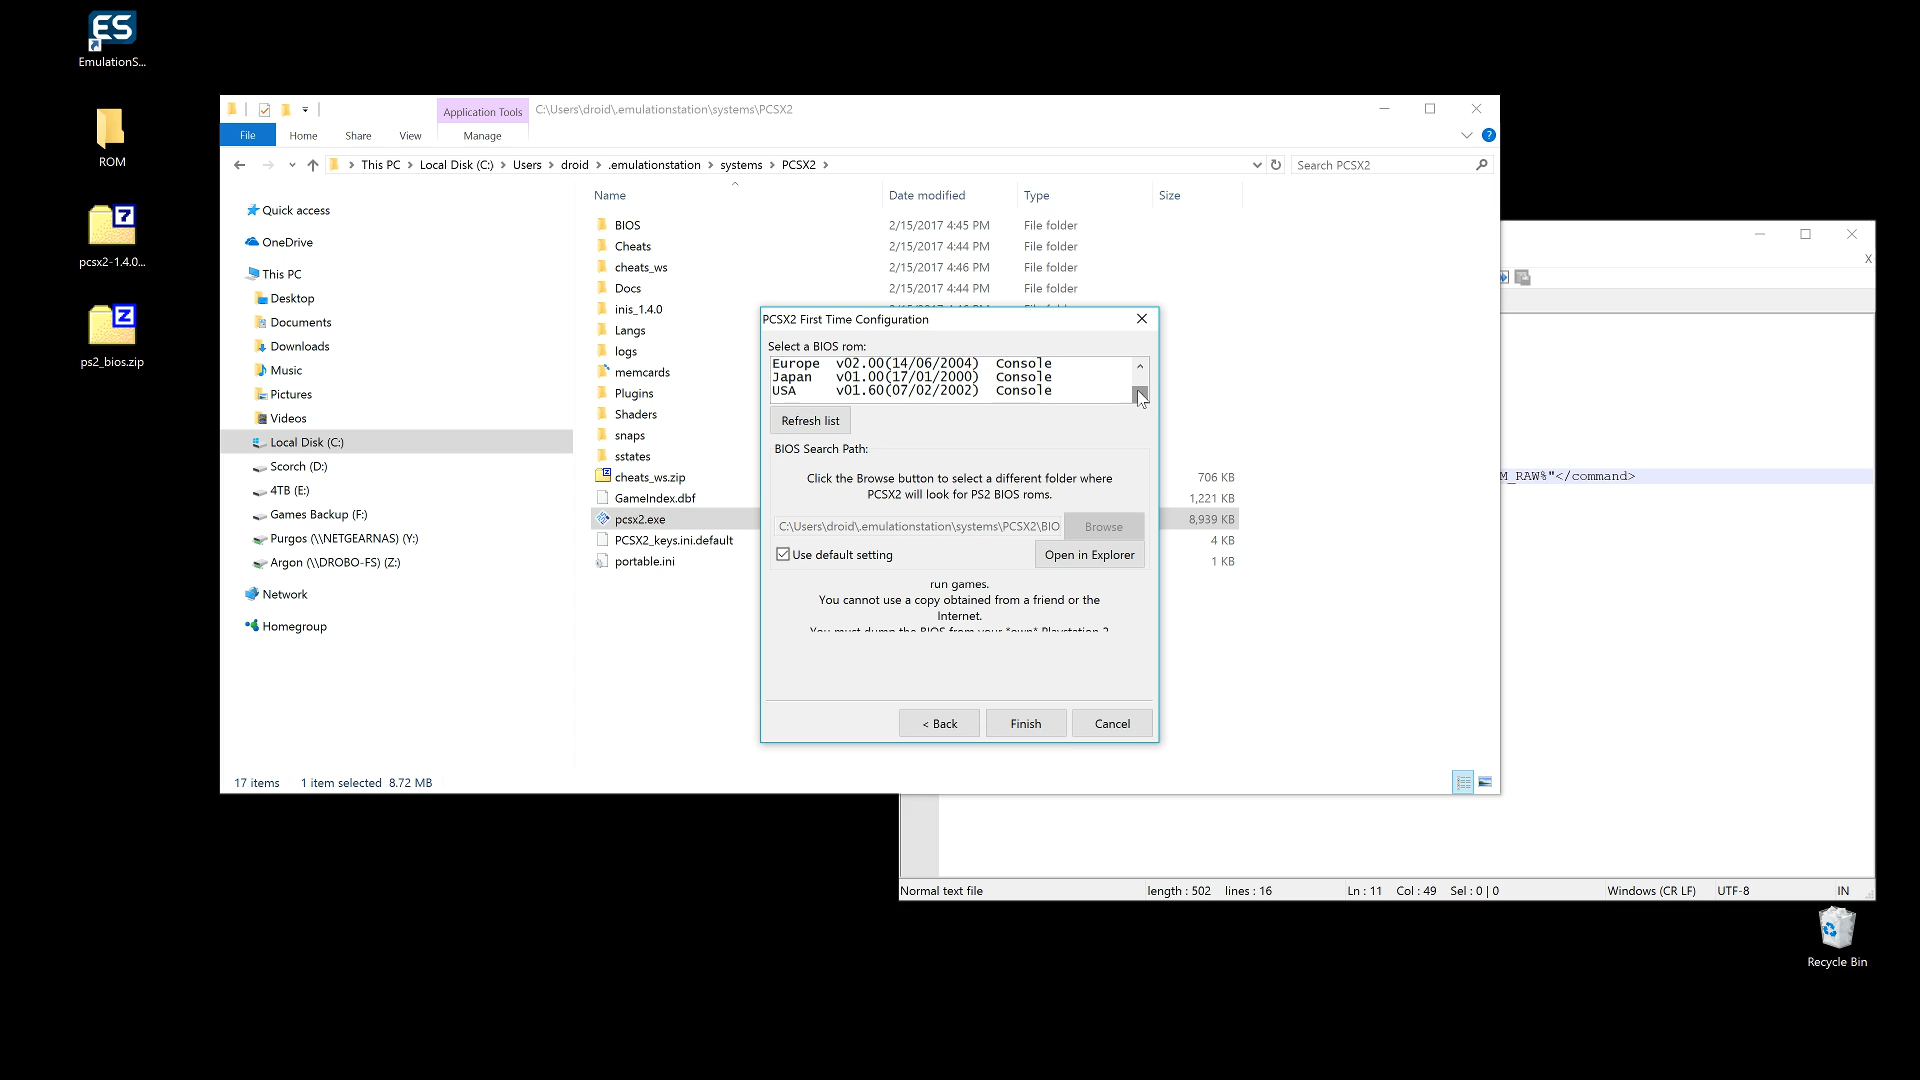 EmulationS...
ROM
pcsx2-1.4.0...
ps2_bios.zip
Application Tools
C:\Users\droid\.emulationstation\systems\PCSX2
File
Home
Share
View
Manage
This PC
Local Disk (C:)
Users
droid
.emulationstation
systems
PCSX2
Search PCSX2
Name
Date modified
Type
Size
Quick access
OneDrive
This PC
Desktop
Documents
Downloads
Music
Pictures
Videos
Local Disk (C:)
Scorch (D:)
4TB (E:)
Games Backup (F:)
Purgos (\\NETGEARNAS) (Y:)
Argon (\\DROBO-FS) (Z:)
Network
Homegroup
BIOS 2/15/2017 4:45 PM File folder
Cheats 2/15/2017 4:44 PM File folder
cheats_ws 2/15/2017 4:46 PM File folder
Docs 2/15/2017 4:44 PM File folder
inis_1.4.0
Langs
logs
memcards
Plugins
Shaders
snaps
sstates
cheats_ws.zip 706 KB
GameIndex.dbf 1,221 KB
pcsx2.exe 8,939 KB
PCSX2_keys.ini.default 4 KB
portable.ini 1 KB
17 items 1 item selected 8.72 MB
PCSX2 First Time Configuration
Select a BIOS rom:
Europe v02.00(14/06/2004) Console
Japan v01.00(17/01/2000) Console
USA v01.60(07/02/2002) Console
Refresh list
BIOS Search Path:
Click the Browse button to select a different folder where
PCSX2 will look for PS2 BIOS roms.
C:\Users\droid\.emulationstation\systems\PCSX2\BIO
Browse
Use default setting
Open in Explorer
run games.
You cannot use a copy obtained from a friend or the
Internet.
You must dump the BIOS from your *own* Playstation 2
< Back
Finish
Cancel
X
M_RAW%"</command>
Normal text file
length : 502 lines : 16
Ln : 11 Col : 49 Sel : 0 | 0
Windows (CR LF)
UTF-8
IN
Recycle Bin